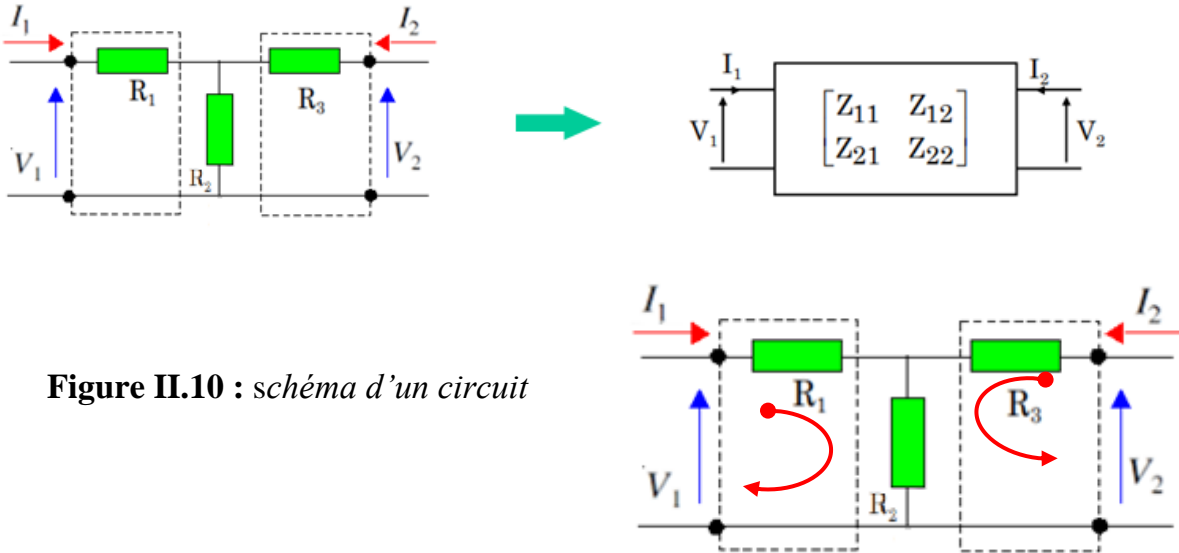 I₁ I₂
R₁ R₃
V₁ R₂ V₂
I₁ I₂
V₁ [Z₁₁ Z₁₂] V₂
[Z₂₁ Z₂₂]
I₁ I₂
Figure II.10 : schéma d'un circuit
R₁ R₃
V₁ R₂ V₂